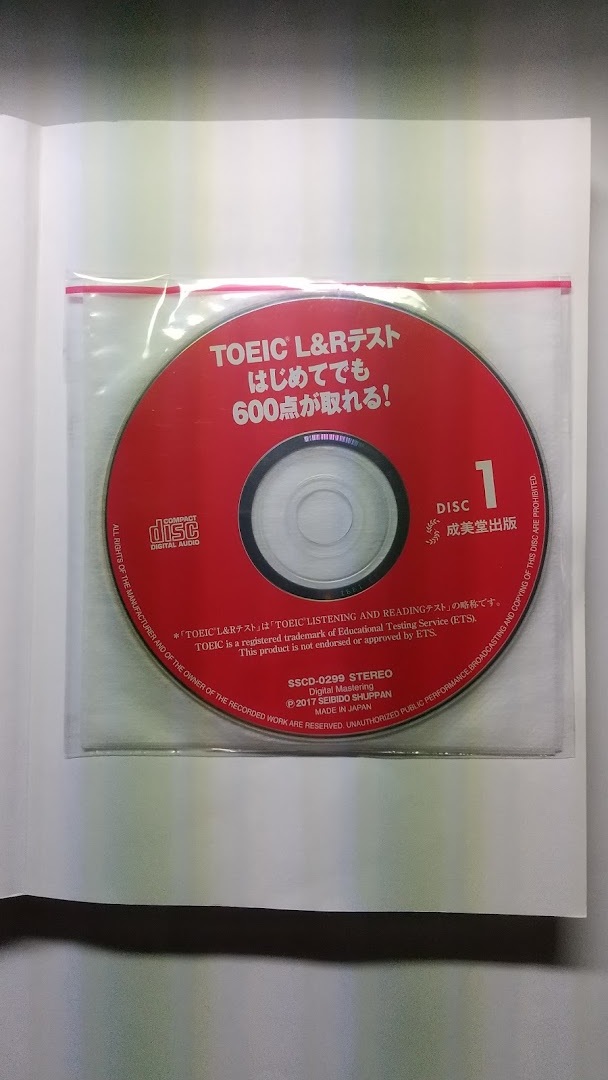 TOEIC® L&Rテスト
はじめてでも
600点が取れる!
COMPACT
disc
DIGITAL AUDIO
DISC 1
成美堂出版
*「TOEIC®L&Rテスト」は「TOEIC®LISTENING AND READINGテスト」の略称です。
TOEIC is a registered trademark of Educational Testing Service (ETS).
This product is not endorsed or approved by ETS.
SSCD-0299 STEREO
Digital Mastering
℗2017 SEIBIDO SHUPPAN
MADE IN JAPAN
ALL RIGHTS OF THE MANUFACTURER AND OF THE OWNER OF THE RECORDED WORK ARE RESERVED. UNAUTHORIZED PUBLIC PERFORMANCE.BROADCASTING AND COPYING OF THIS DISC ARE PROHIBITED.